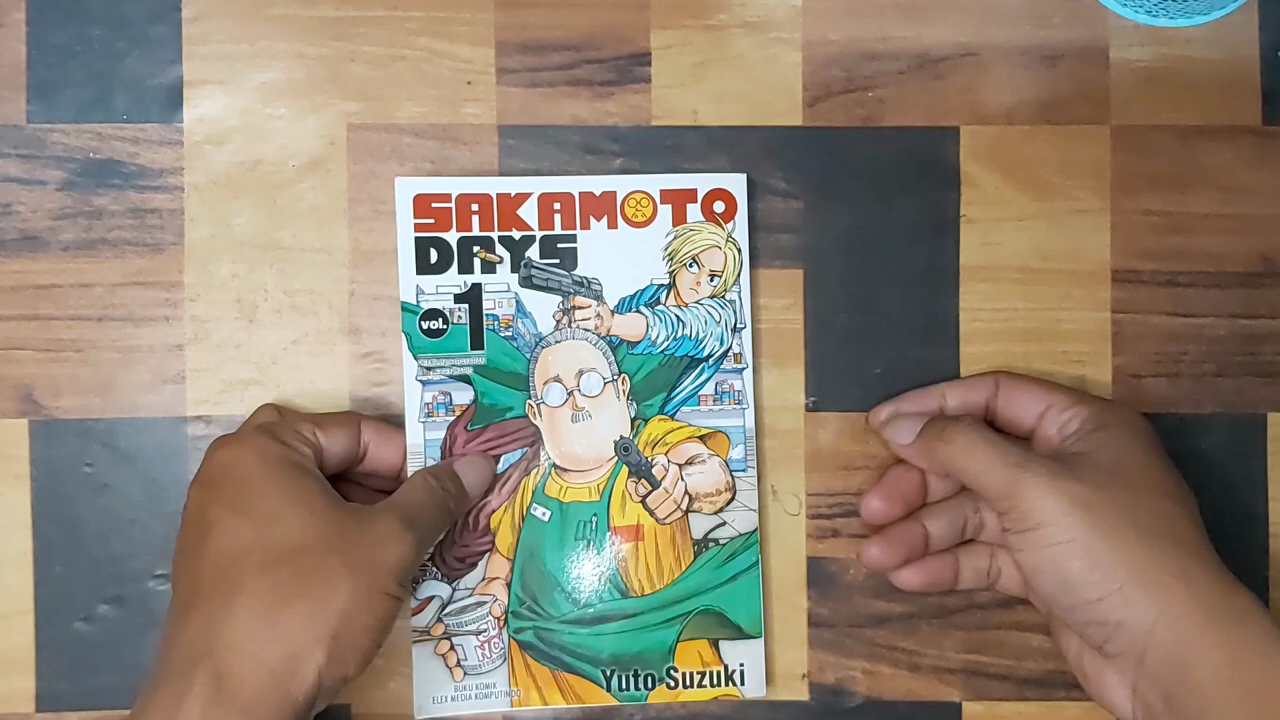 SAKAMOTO
DAYS
vol. 1
Yuto Suzuki
BUKU KOMIK
ELEX MEDIA KOMPUTINDO